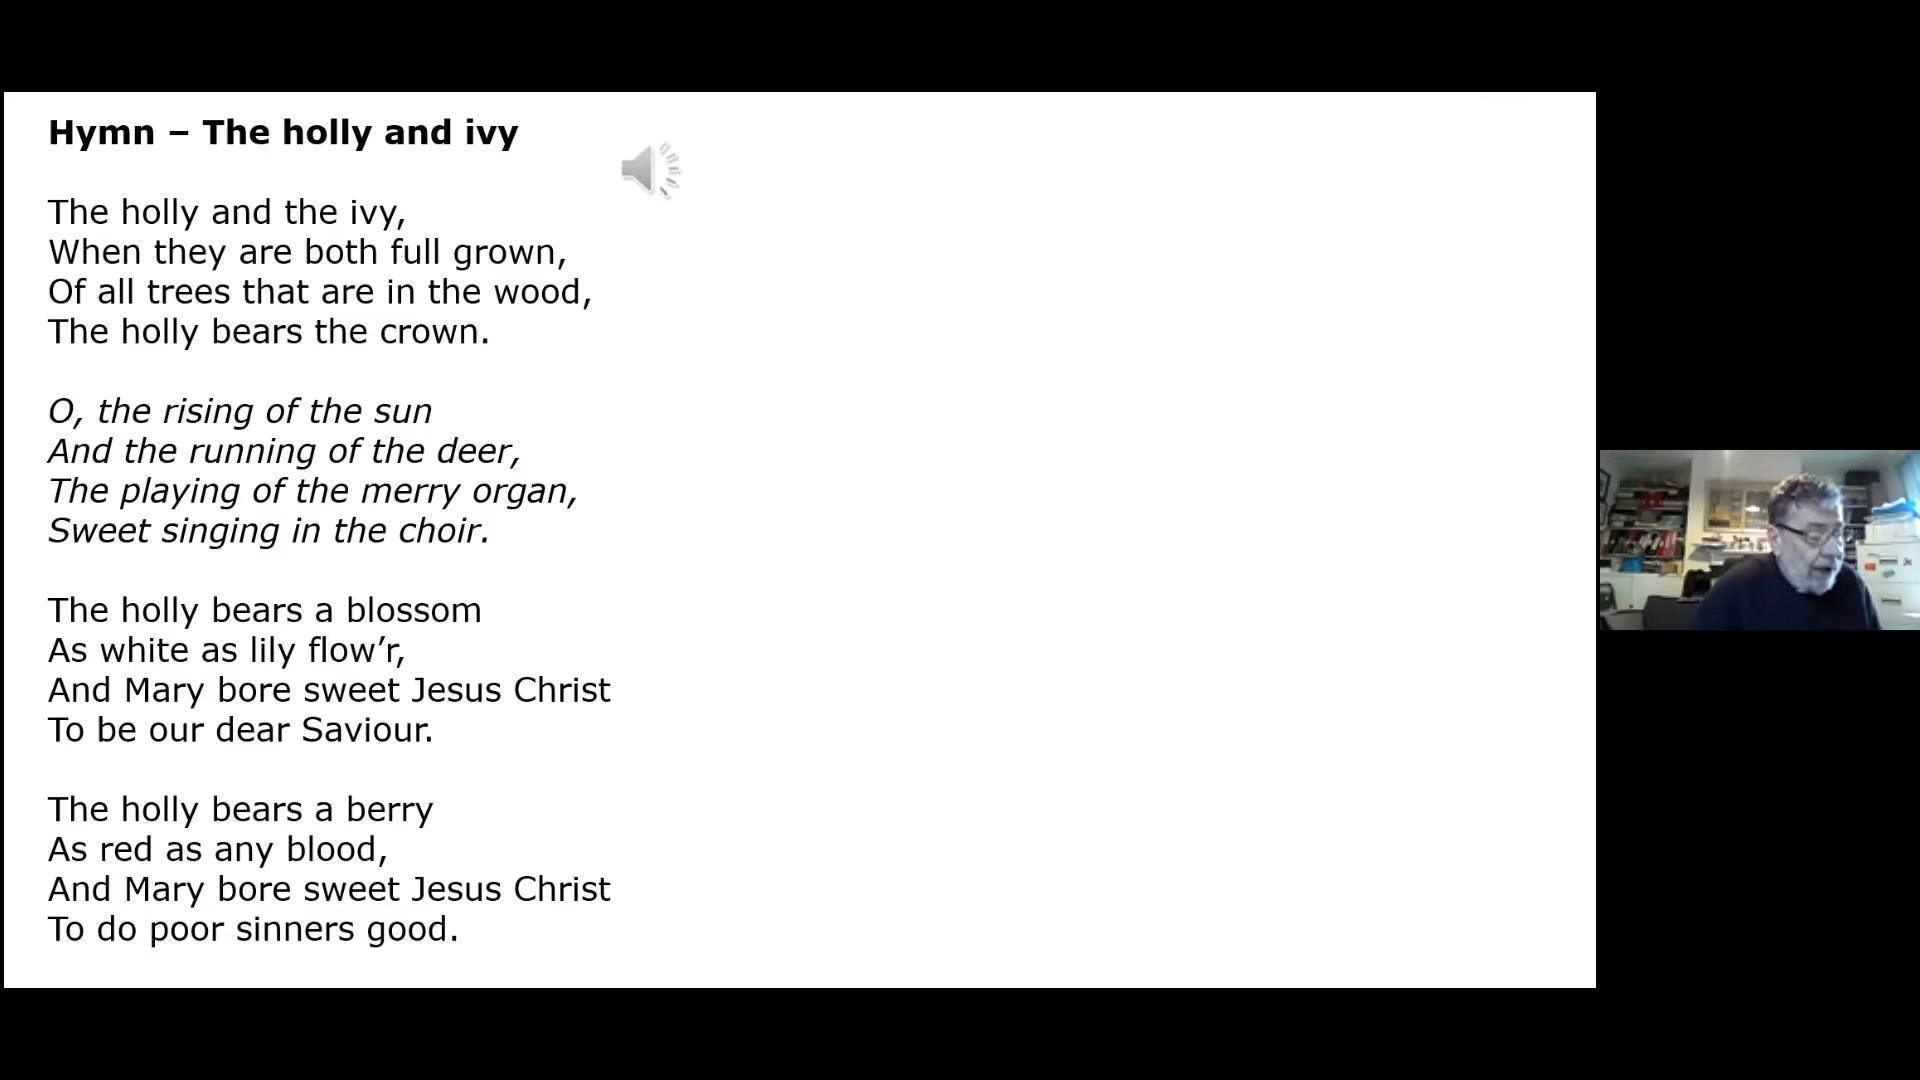 Hymn – The holly and ivy
The holly and the ivy,
When they are both full grown,
Of all trees that are in the wood,
The holly bears the crown.
O, the rising of the sun
And the running of the deer,
The playing of the merry organ,
Sweet singing in the choir.
The holly bears a blossom
As white as lily flow’r,
And Mary bore sweet Jesus Christ
To be our dear Saviour.
The holly bears a berry
As red as any blood,
And Mary bore sweet Jesus Christ
To do poor sinners good.